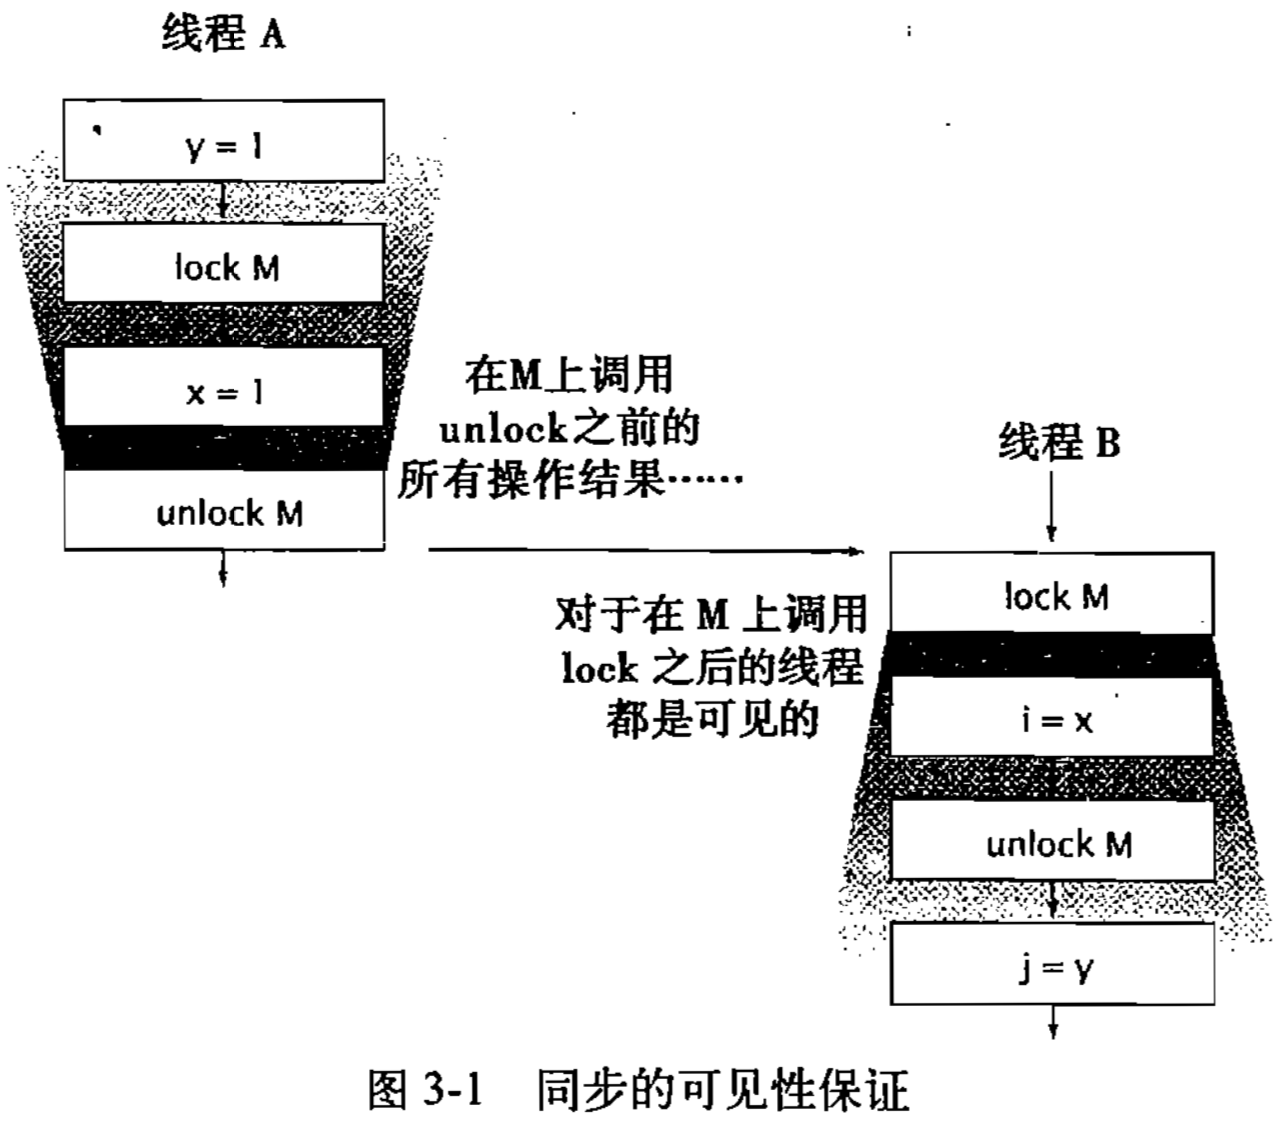 线程 A
y = 1
lock M
x = 1
unlock M
在M上调用
unlock之前的
所有操作结果……
线程 B
对于在 M 上调用
lock 之后的线程
都是可见的
lock M
i = x
unlock M
j = y
图 3-1 同步的可见性保证